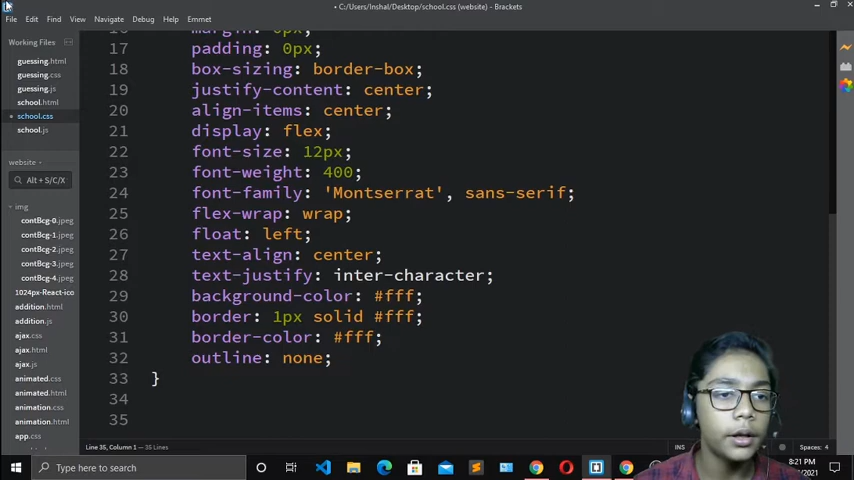 • C:/Users/Inshal/Desktop/school.css (website) - Brackets
File Edit Find View Navigate Debug Help Emmet
Working Files
guessing.html
guessing.css
guessing.js
school.html
school.css
school.js
website
Alt + S/C/X
img
contBcg-0.jpeg
contBcg-1.jpeg
contBcg-2.jpeg
contBcg-3.jpeg
contBcg-4.jpeg
1024px-React-ico
addition.html
addition.js
ajax.css
ajax.html
ajax.js
animated.css
animated.html
animation.css
animation.html
app.css
16 margin: 0px;
17 padding: 0px;
18 box-sizing: border-box;
19 justify-content: center;
20 align-items: center;
21 display: flex;
22 font-size: 12px;
23 font-weight: 400;
24 font-family: 'Montserrat', sans-serif;
25 flex-wrap: wrap;
26 float: left;
27 text-align: center;
28 text-justify: inter-character;
29 background-color: #fff;
30 border: 1px solid #fff;
31 border-color: #fff;
32 outline: none;
33 }
34
35
Line 35, Column 1 — 35 Lines
INS
Spaces: 4
Type here to search
8:21 PM
/2021